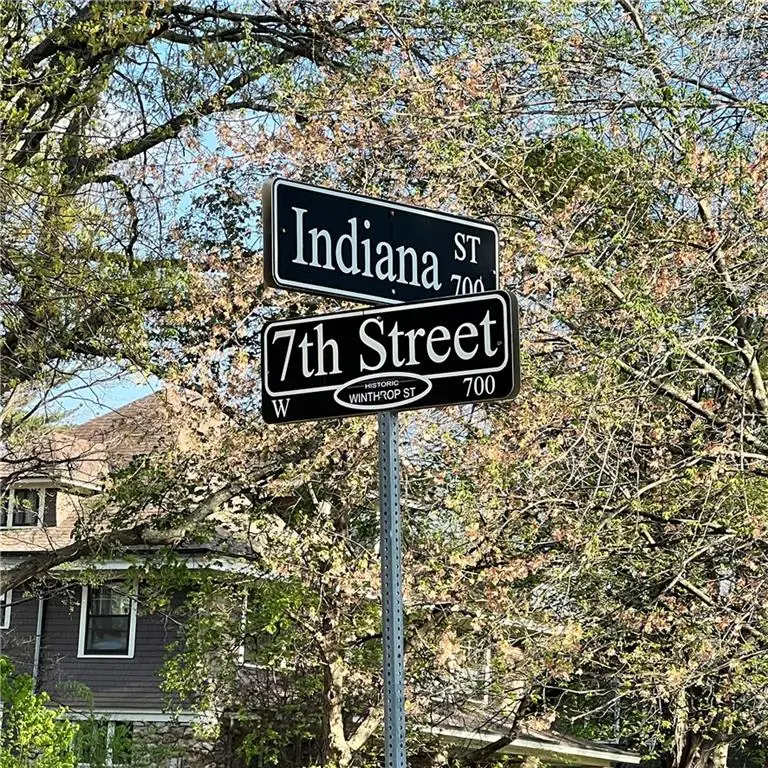 Indiana ST
700
7th Street
HISTORIC
WINTHROP ST
W 700